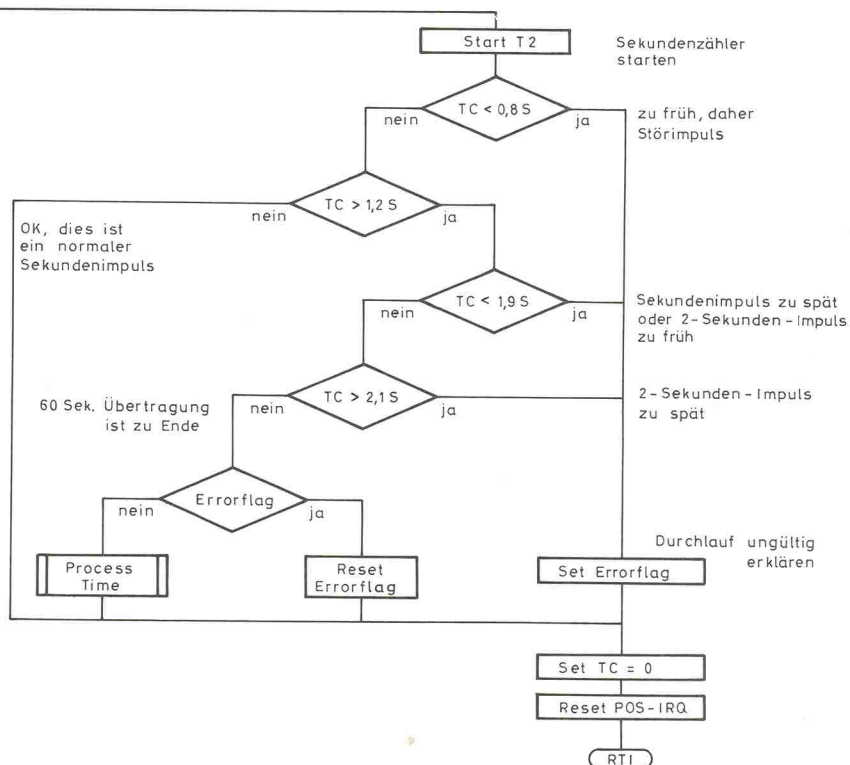 Start T2
Sekundenzähler
starten
TC < 0,8 S
nein
ja
zu früh, daher
Störimpuls
TC > 1,2 S
nein
ja
OK, dies ist
ein normaler
Sekundenimpuls
TC < 1,9 S
nein
ja
Sekundenimpuls zu spät
oder 2-Sekunden-Impuls
zu früh
TC > 2,1 S
nein
ja
2-Sekunden-Impuls
zu spät
60 Sek. Übertragung
ist zu Ende
Errorflag
nein
ja
Process
Time
Reset
Errorflag
Durchlauf ungültig
erklären
Set Errorflag
Set TC = 0
Reset POS-IRQ
RTI